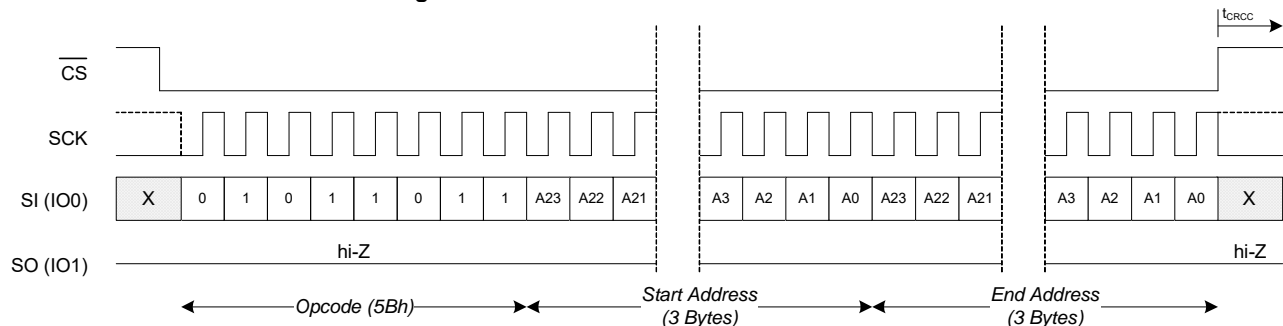 tCRCC
CS
SCK
SI (IO0)
X 0 1 0 1 1 0 1 1 A23 A22 A21 A3 A2 A1 A0 A23 A22 A21 A3 A2 A1 A0 X
hi-Z hi-Z
SO (IO1)
Opcode (5Bh) Start Address End Address
(3 Bytes) (3 Bytes)